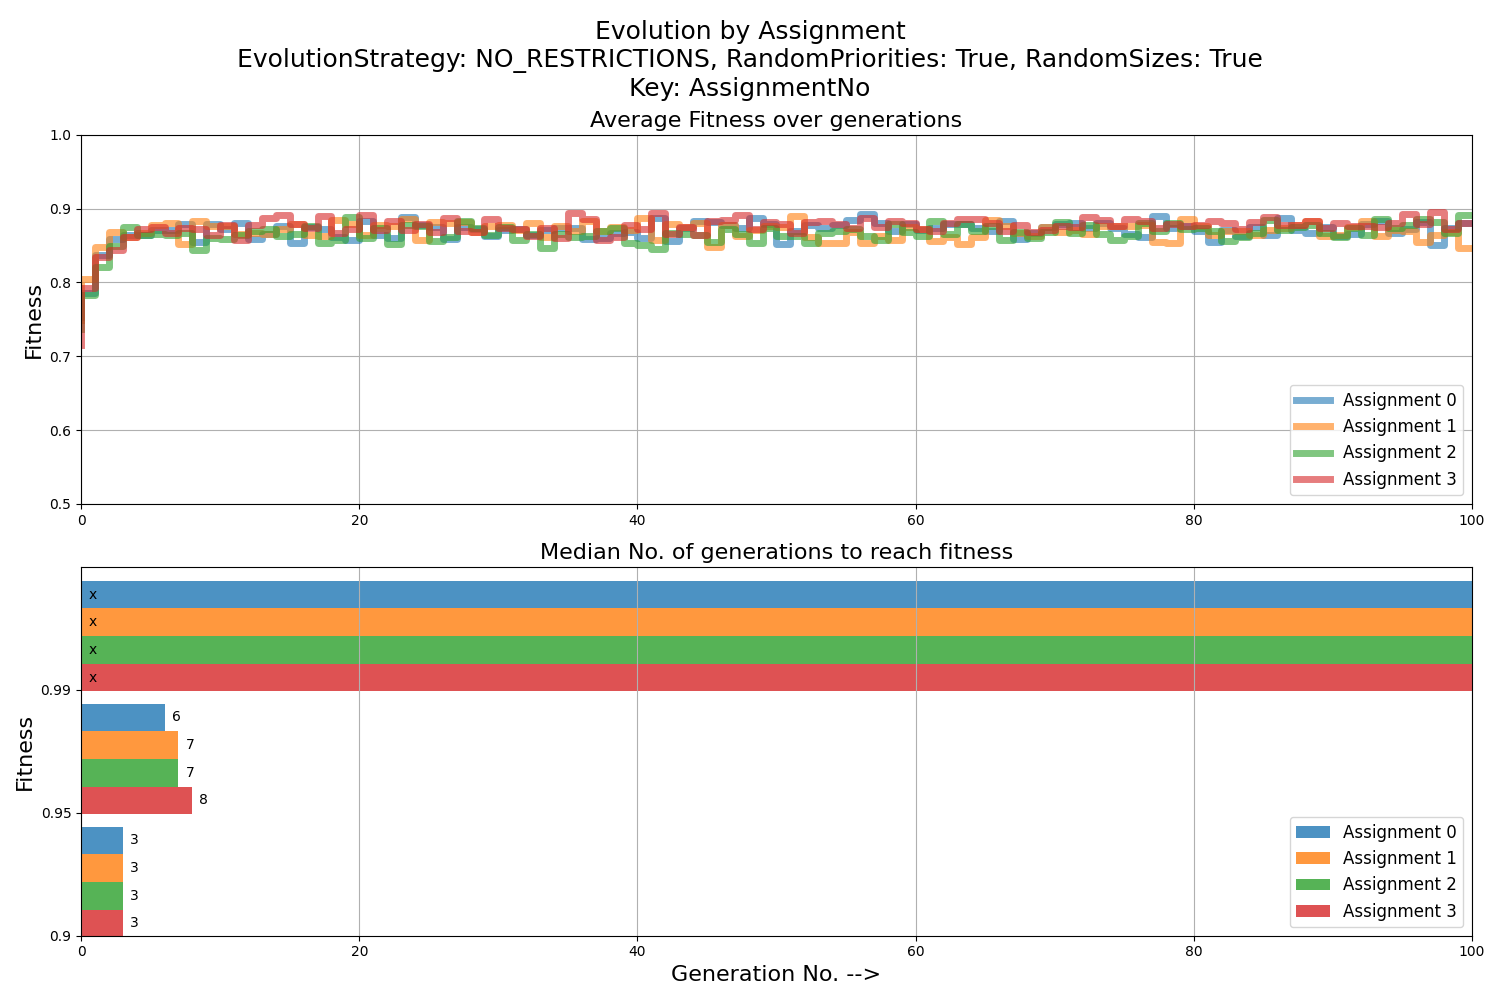 Evolution by Assignment
EvolutionStrategy: NO_RESTRICTIONS, RandomPriorities: True, RandomSizes: True
Key: AssignmentNo
Average Fitness over generations
1.0
0.9
0.8
0.7
0.6
0.5
Fitness
0 20 40 60 80 100
Assignment 0
Assignment 1
Assignment 2
Assignment 3
Median No. of generations to reach fitness
x
x
x
x
0.99
6
7
7
8
0.95
3
3
3
3
0.9
Fitness
0 20 40 60 80 100
Assignment 0
Assignment 1
Assignment 2
Assignment 3
Generation No. -->